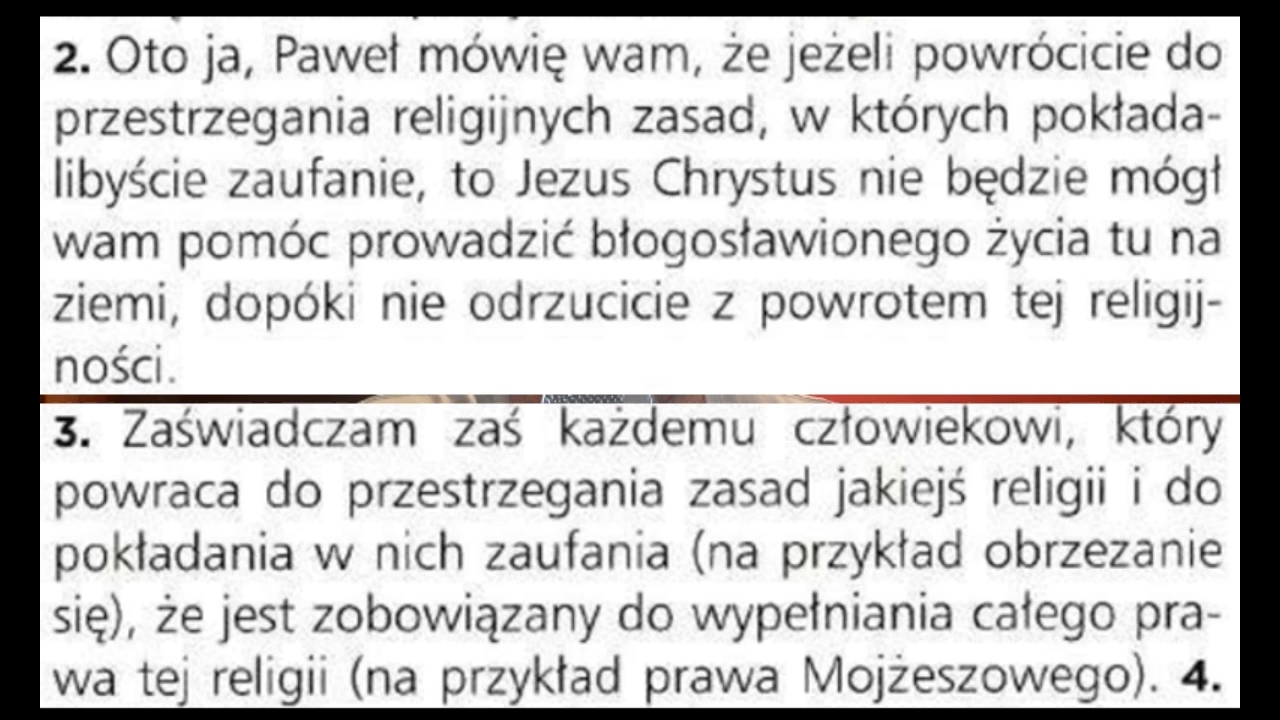 2. Oto ja, Paweł mówię wam, że jeżeli powrócicie do
przestrzegania religijnych zasad, w których pokłada-
libyście zaufanie, to Jezus Chrystus nie będzie mógł
wam pomóc prowadzić błogosławionego życia tu na
ziemi, dopóki nie odrzucicie z powrotem tej religij-
ności.
3. Zaświadczam zaś każdemu człowiekowi, który
powraca do przestrzegania zasad jakiejś religii i do
pokładania w nich zaufania (na przykład obrzezanie
się), że jest zobowiązany do wypełniania całego pra-
wa tej religii (na przykład prawa Mojżeszowego). 4.